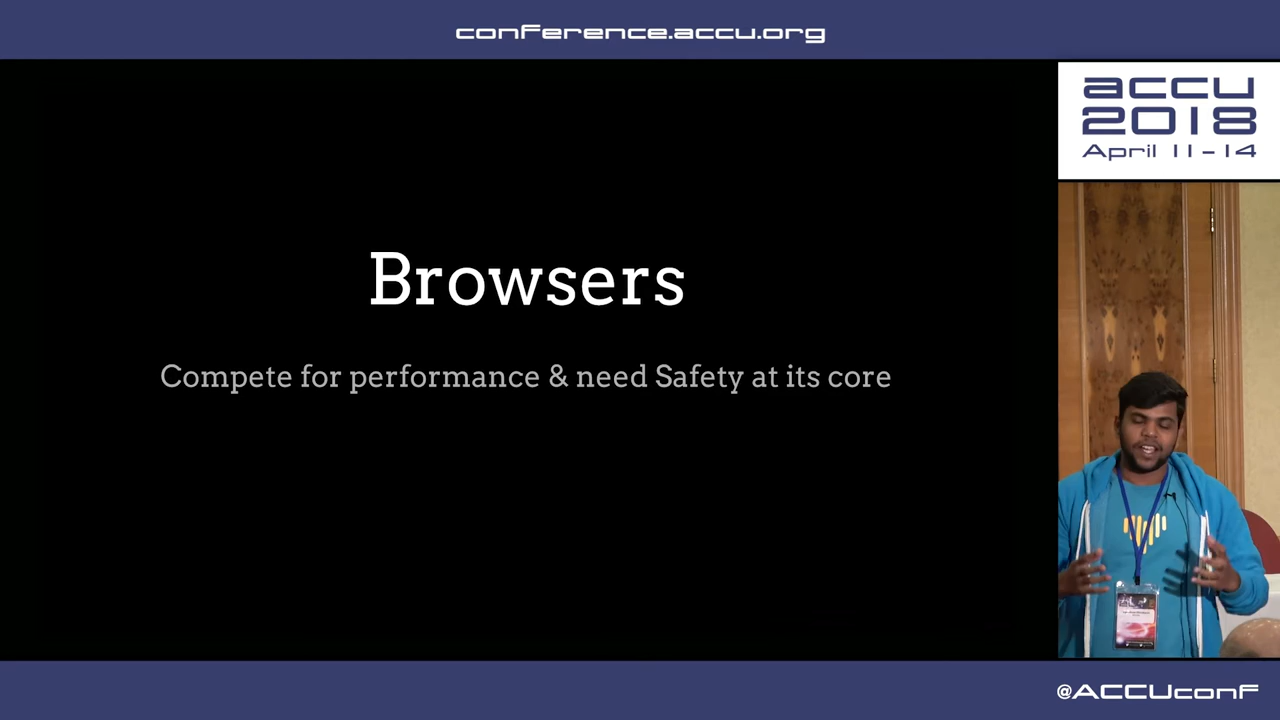 conference.accu.org
accu
2018
April 11-14
Browsers
Compete for performance & need Safety at its core
@ACCUconf